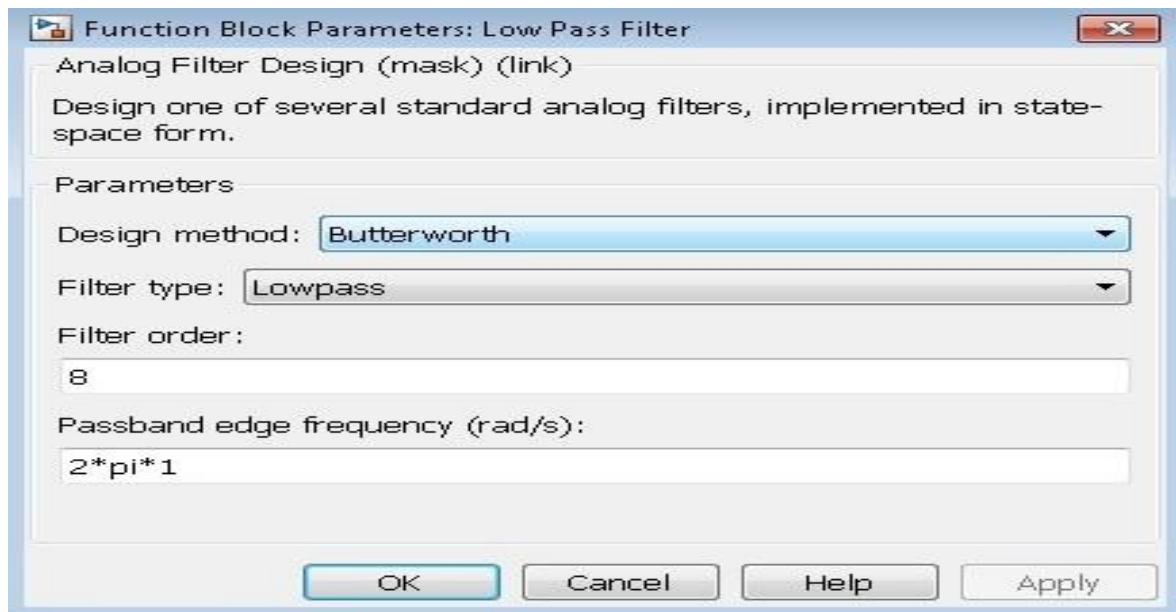 Function Block Parameters: Low Pass Filter
Analog Filter Design (mask) (link)
Design one of several standard analog filters, implemented in state-
space form.
Parameters
Design method: Butterworth
Filter type: Lowpass
Filter order:
8
Passband edge frequency (rad/s):
2*pi*1
OK Cancel Help Apply